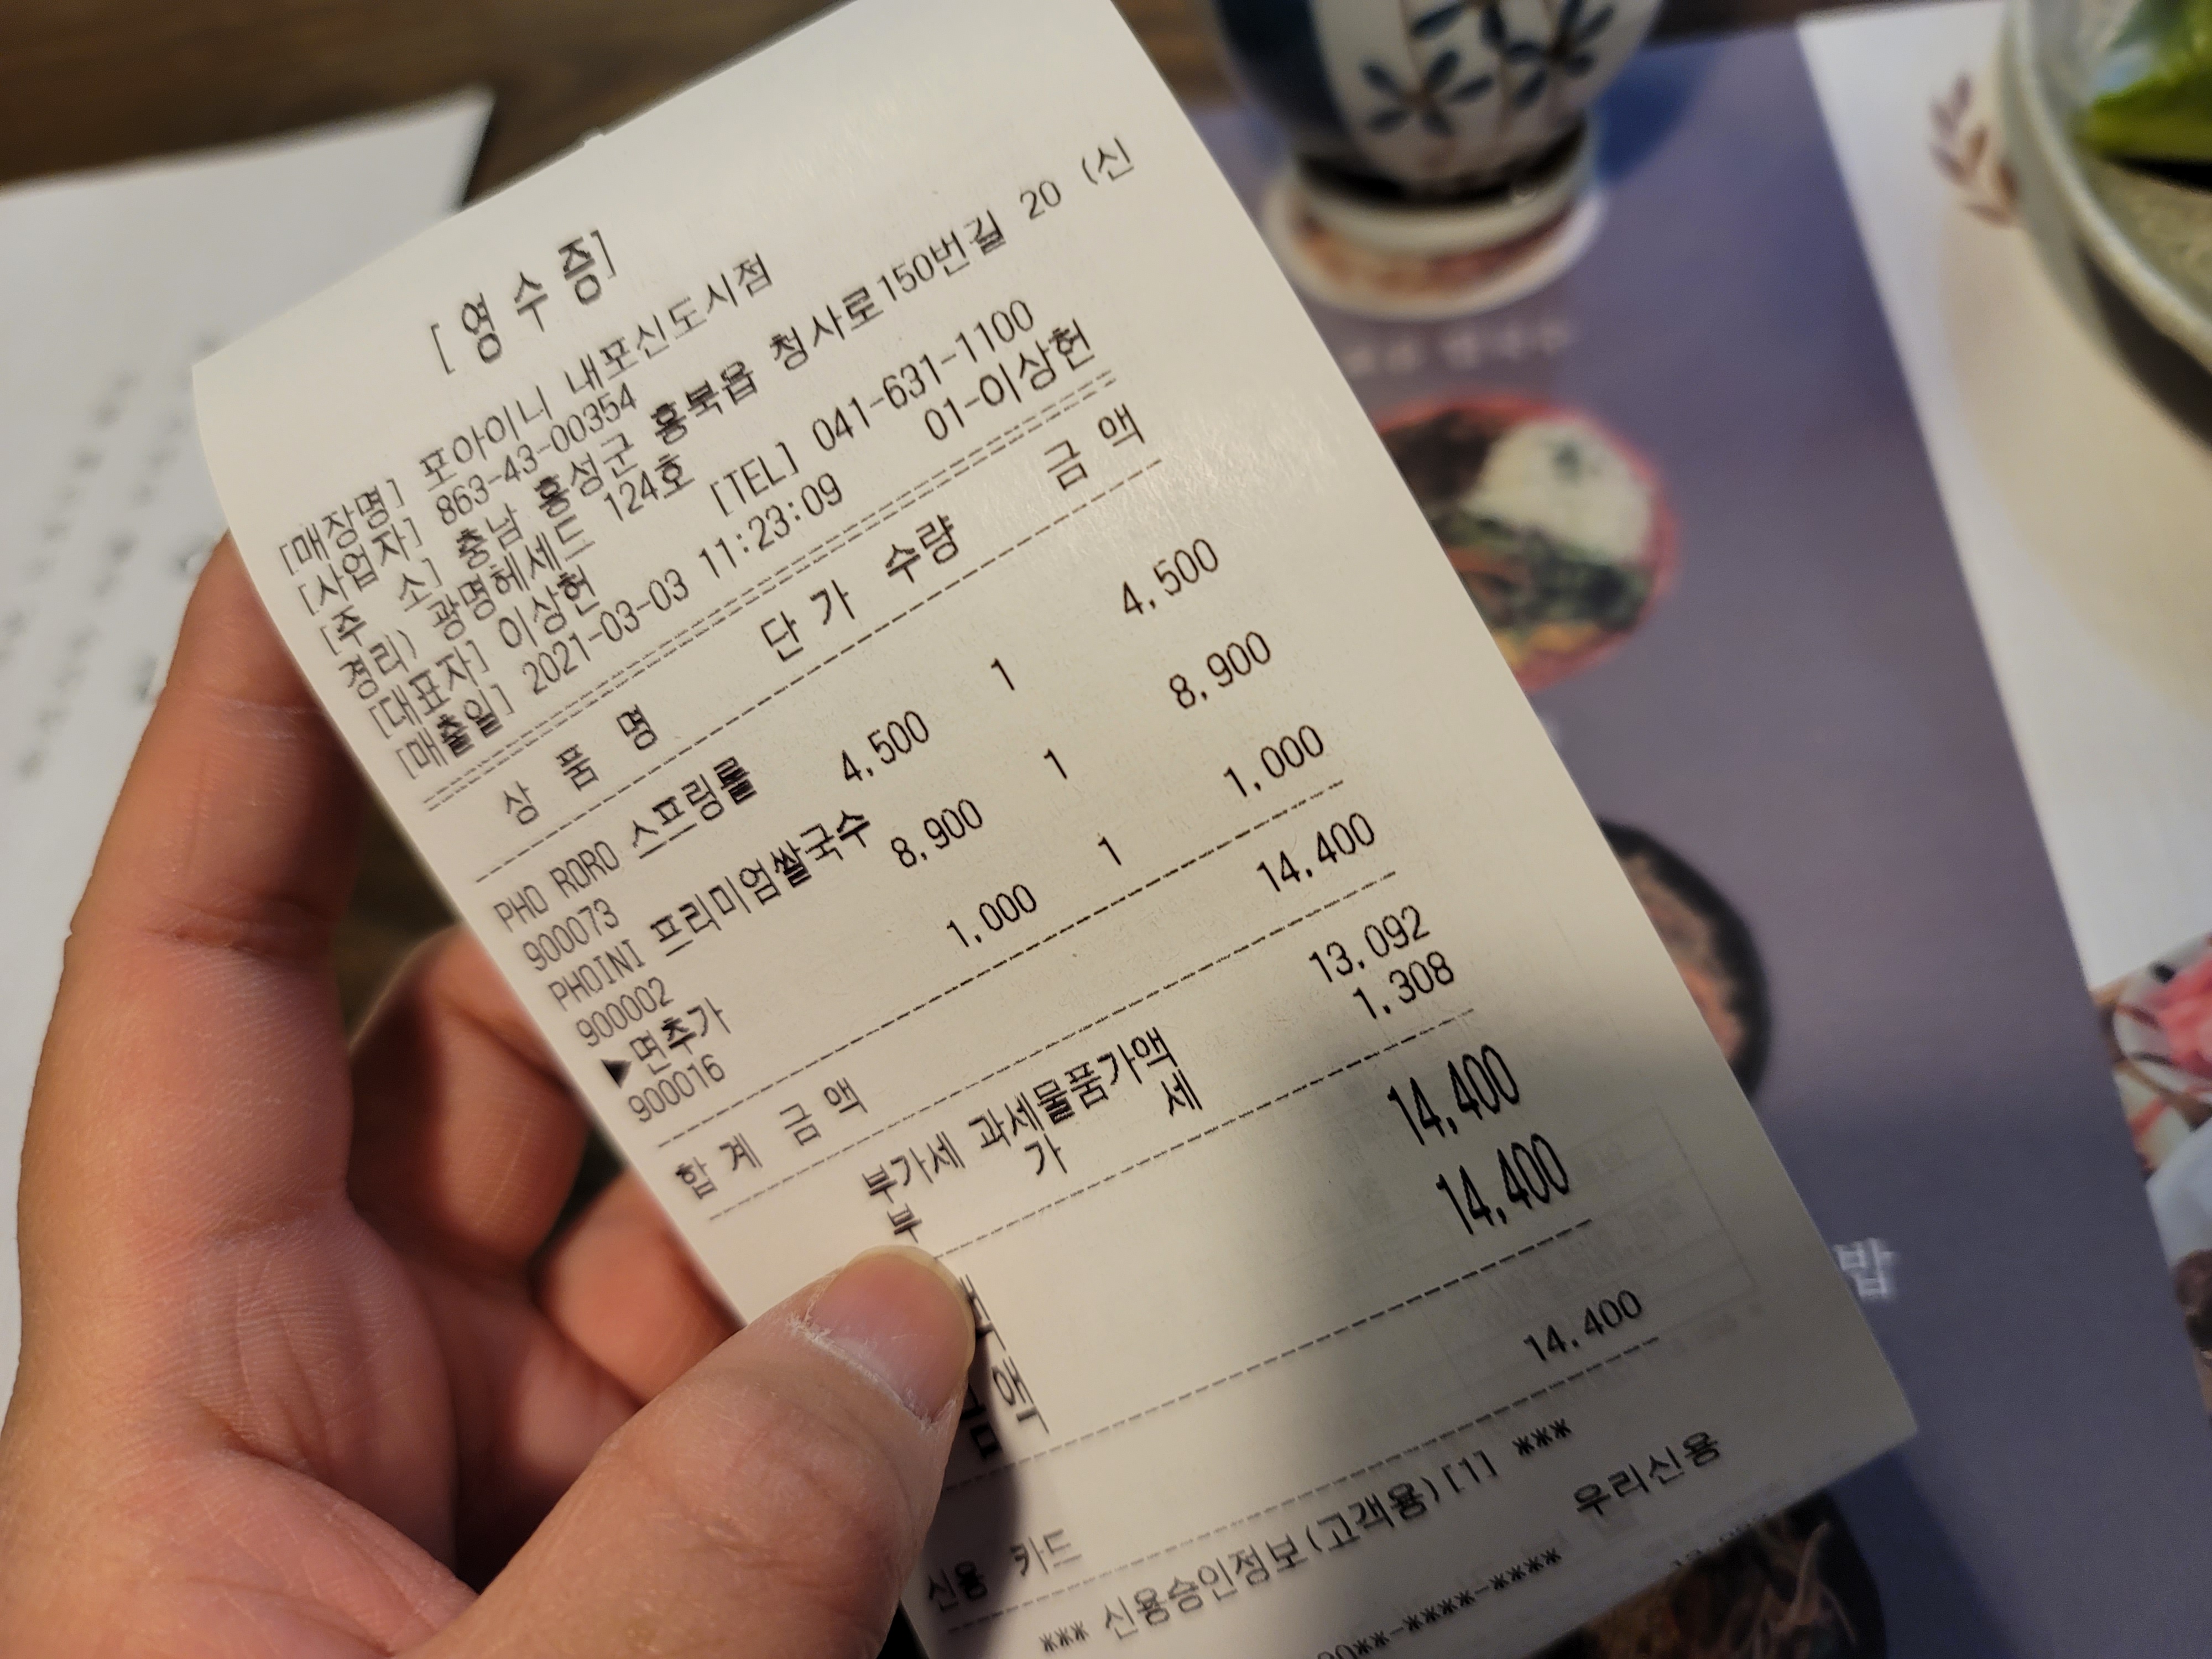 [영 수 증]
[매장명] 포아이니 내포신도시점
[사업자] 863-43-00354
[주 소] 충남 홍성군 홍북읍 청사로150번길 20 (신
경리) 광명헤세드 124호
[대표자] 이상헌 [TEL] 041-631-1100
[매출일] 2021-03-03 11:23:09 01-이상헌
상 품 명 단 가 수량 금 액
PHO RORO 스프링롤
900073 4,500 1 4,500
PHOINI 프리미엄쌀국수
900002 8,900 1 8,900
▶면추가
900016 1,000 1 1,000
합 계 금 액 14,400
부가세 과세물품가액 13,092
부 가 세 1,308
14,400
액 14,400
신용 카드 14,400
*** 신용승인정보(고객용)[1] ***
**-****-**** 우리신용
밥